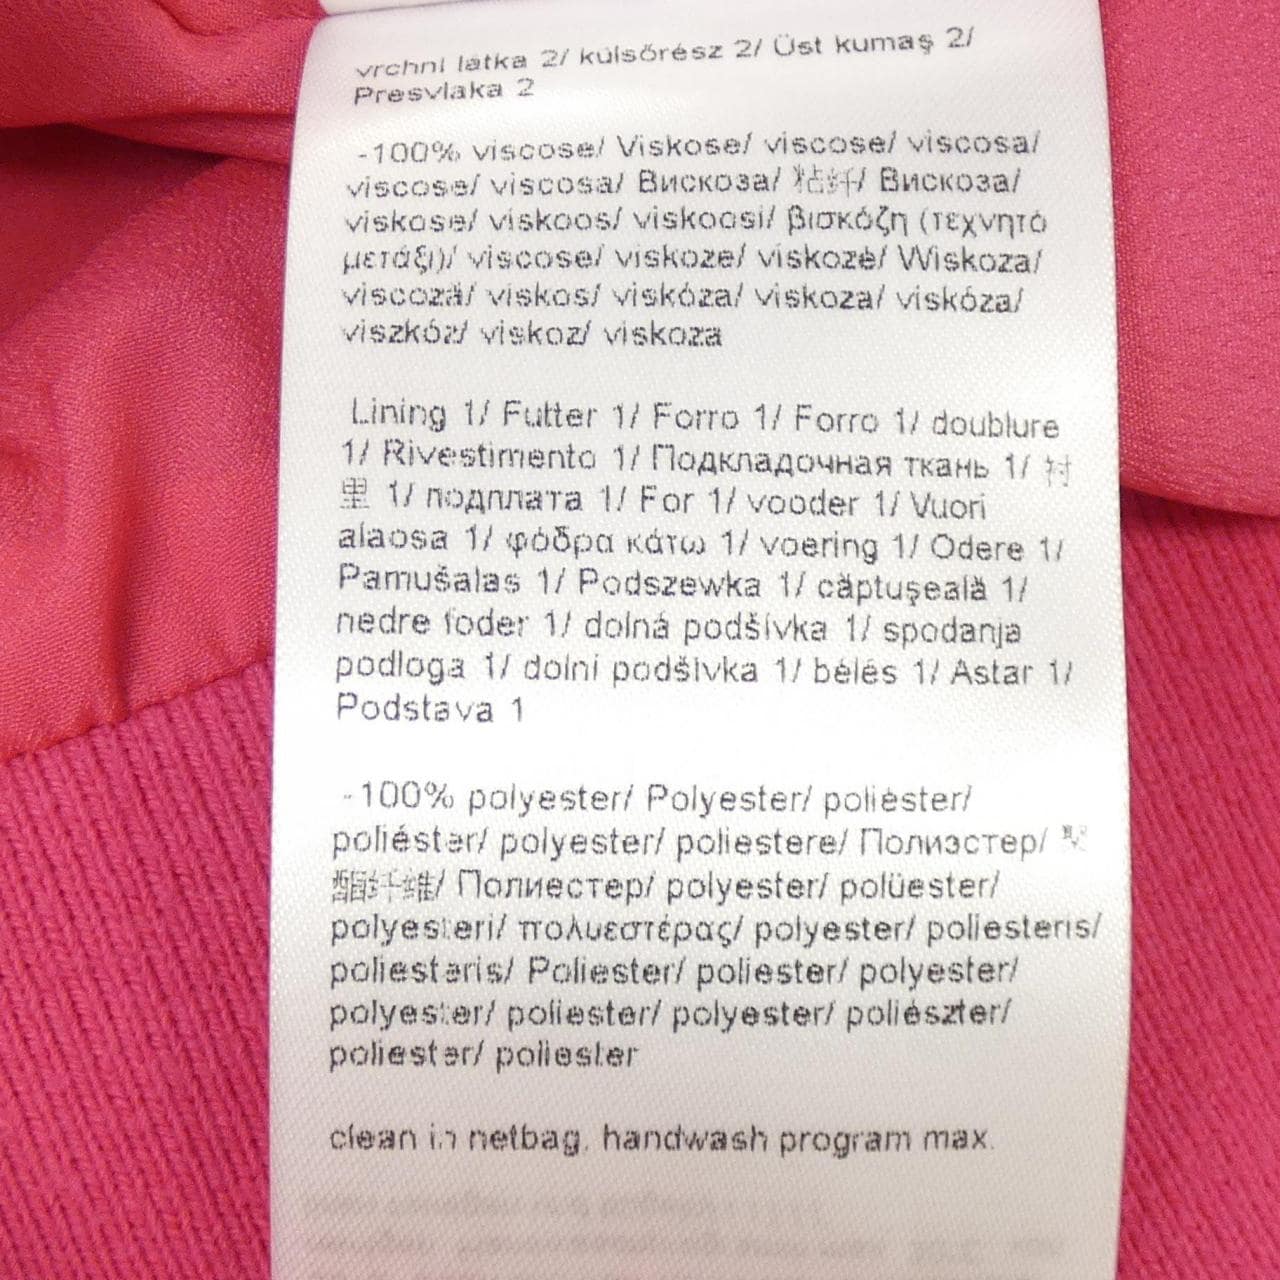 vrchní látka 2/ külsőrész 2/ Üst kumaş 2/
Presvlaka 2
-100% viscose/ Viskose/ viscose/ viscosa/
viscose/ viscosa/ Вискоза/ 粘纤/ Вискоза/
viskose/ viskoos/ viskoosi/ βισκόζη (τεχνητό
μετάξι)/ viscose/ viskoze/ viskozė/ Wiskoza/
viscoză/ viskos/ viskóza/ viskoza/ viskóza/
viszkóz/ viskoz/ viskoza
Lining 1/ Futter 1/ Forro 1/ Forro 1/ doublure
1/ Rivestimento 1/ Подкладочная ткань 1/ 衬
里 1/ подплата 1/ For 1/ vooder 1/ Vuori
alaosa 1/ φόδρα κάτω 1/ voering 1/ Odere 1/
Pamušalas 1/ Podszewka 1/ căptuşeală 1/
nedre foder 1/ dolná podšívka 1/ spodanja
podloga 1/ dolní podšívka 1/ bélés 1/ Astar 1/
Podstava 1
-100% polyester/ Polyester/ poliéster/
poliéster/ polyester/ poliestere/ Полиэстер/ 聚
酯纤维/ Полиестер/ polyester/ polüester/
polyesteri/ πολυεστέρας/ polyester/ poliesteris/
poliesteris/ Poliester/ poliester/ polyester/
polyester/ poliester/ polyester/ poliészter/
poliester/ poliester
clean in netbag, handwash program max.